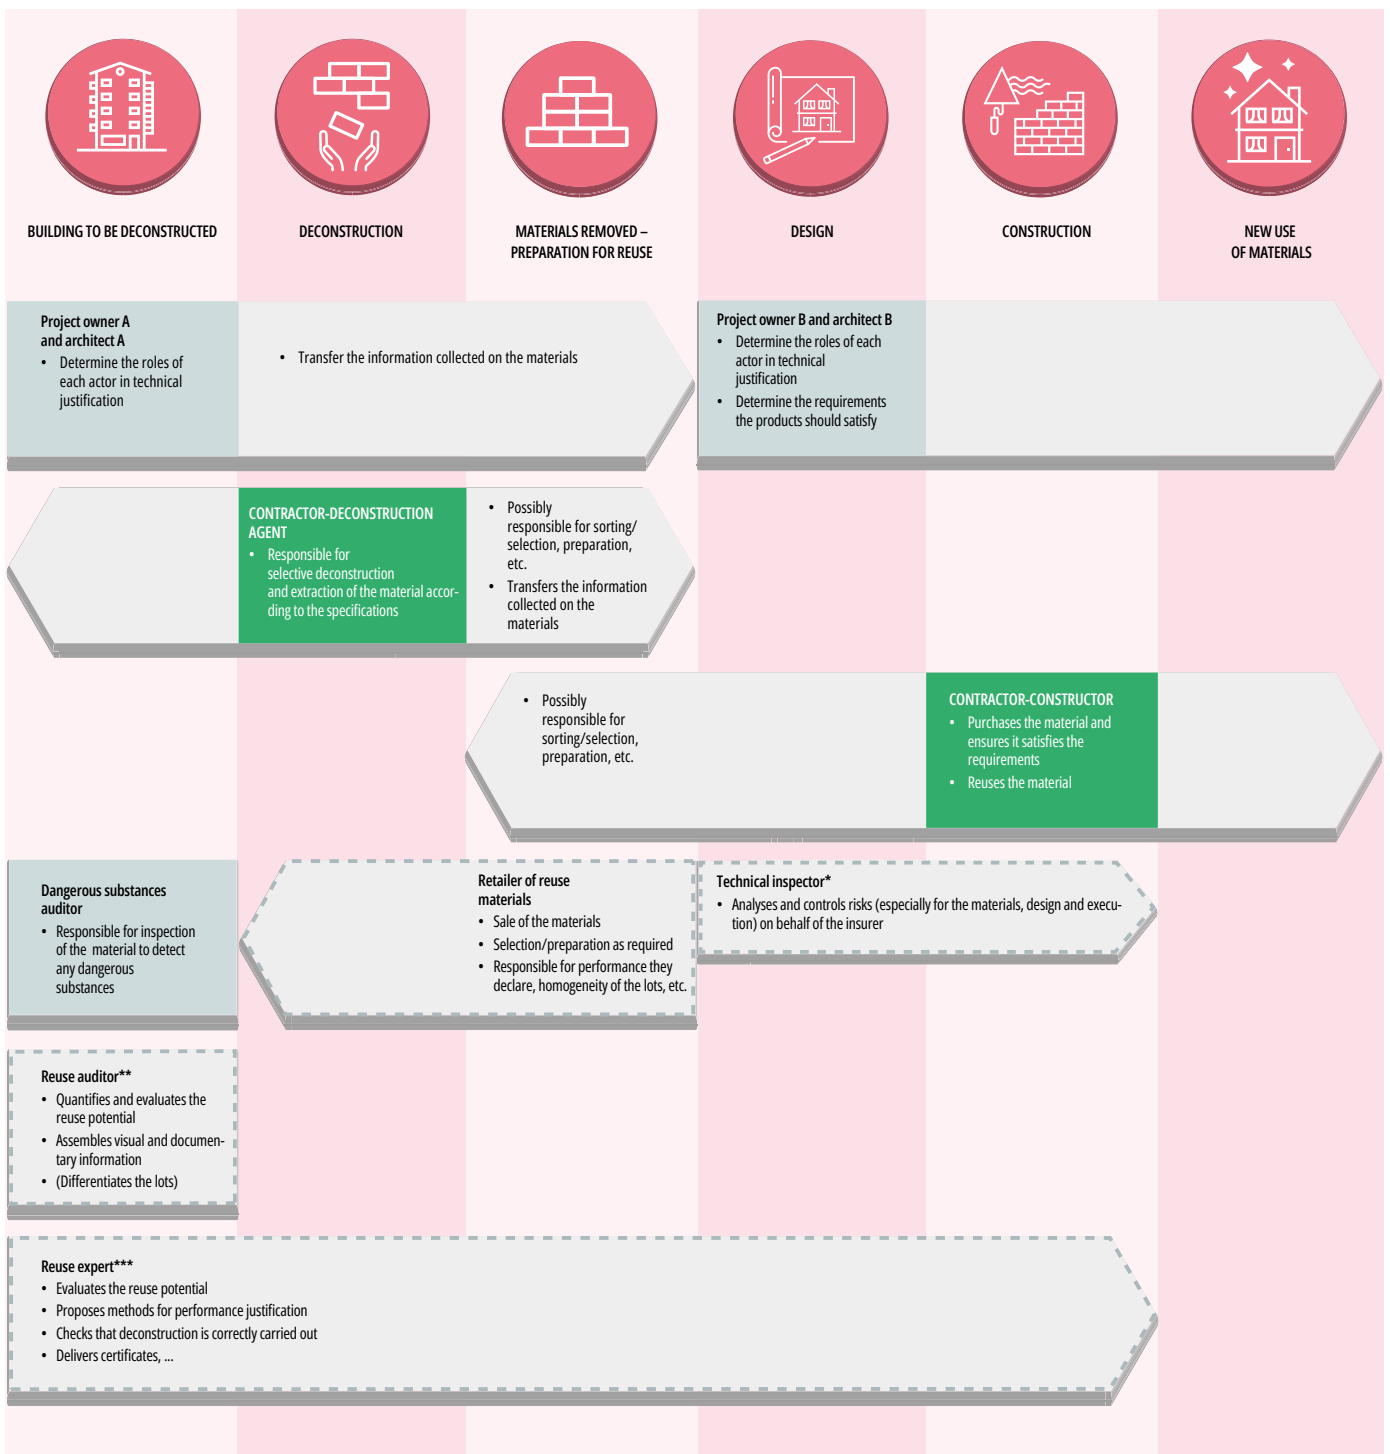 BUILDING TO BE DECONSTRUCTED
DECONSTRUCTION
MATERIALS REMOVED –
PREPARATION FOR REUSE
DESIGN
CONSTRUCTION
NEW USE
OF MATERIALS
Project owner A
and architect A
• Determine the roles of
each actor in technical
justification
• Transfer the information collected on the materials
Project owner B and architect B
• Determine the roles of each
actor in technical
justification
• Determine the requirements
the products should satisfy
CONTRACTOR-DECONSTRUCTION
AGENT
• Responsible for
selective deconstruction
and extraction of the material accor-
ding to the specifications
• Possibly
responsible for sorting/
selection, preparation,
etc.
• Transfers the information
collected on the
materials
• Possibly
responsible for
sorting/selection,
preparation, etc.
CONTRACTOR-CONSTRUCTOR
• Purchases the material and
ensures it satisfies the
requirements
• Reuses the material
Dangerous substances
auditor
• Responsible for inspection
of the material to detect
any dangerous
substances
Retailer of reuse
materials
• Sale of the materials
• Selection/preparation as required
• Responsible for performance they
declare, homogeneity of the lots, etc.
Technical inspector*
• Analyses and controls risks (especially for the materials, design and execu-
tion) on behalf of the insurer
Reuse auditor**
• Quantifies and evaluates the
reuse potential
• Assembles visual and documen-
tary information
• (Differentiates the lots)
Reuse expert***
• Evaluates the reuse potential
• Proposes methods for performance justification
• Checks that deconstruction is correctly carried out
• Delivers certificates, ...